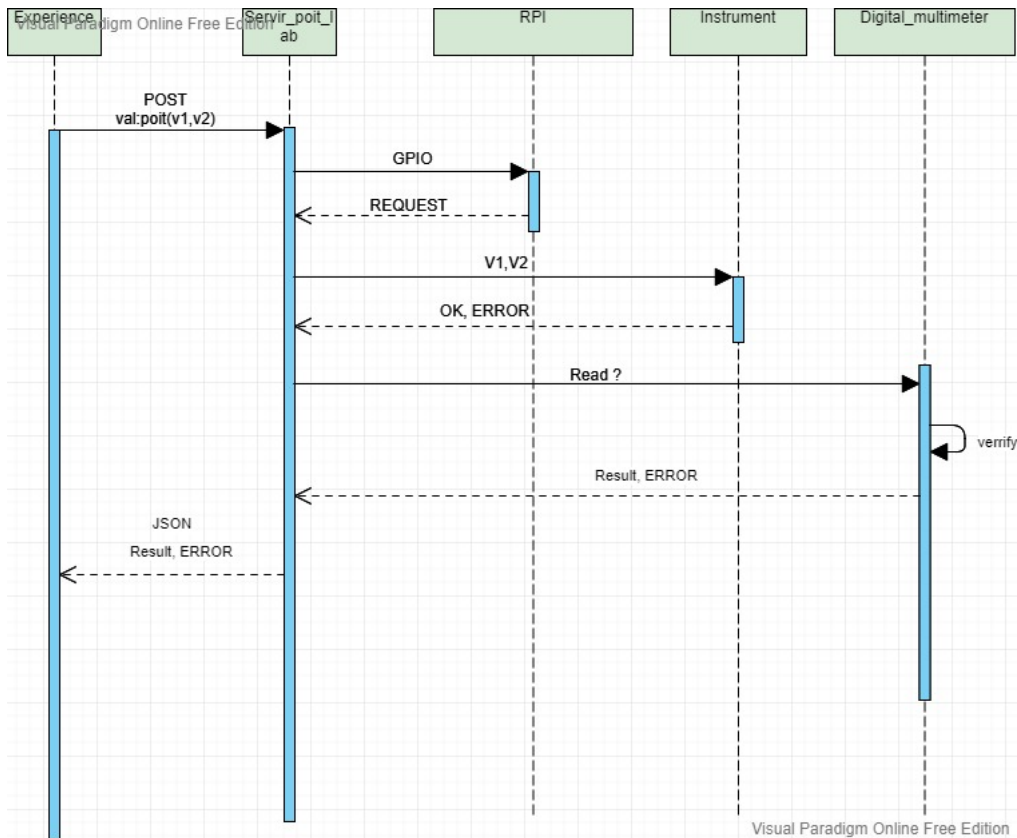 Experience
Visual Paradigm Online Free Edition
Servir_poit_l
ab
RPI
Instrument
Digital_multimeter
POST
val:poit(v1,v2)
GPIO
REQUEST
V1,V2
OK, ERROR
Read ?
verrify
Result, ERROR
JSON
Result, ERROR
Visual Paradigm Online Free Edition